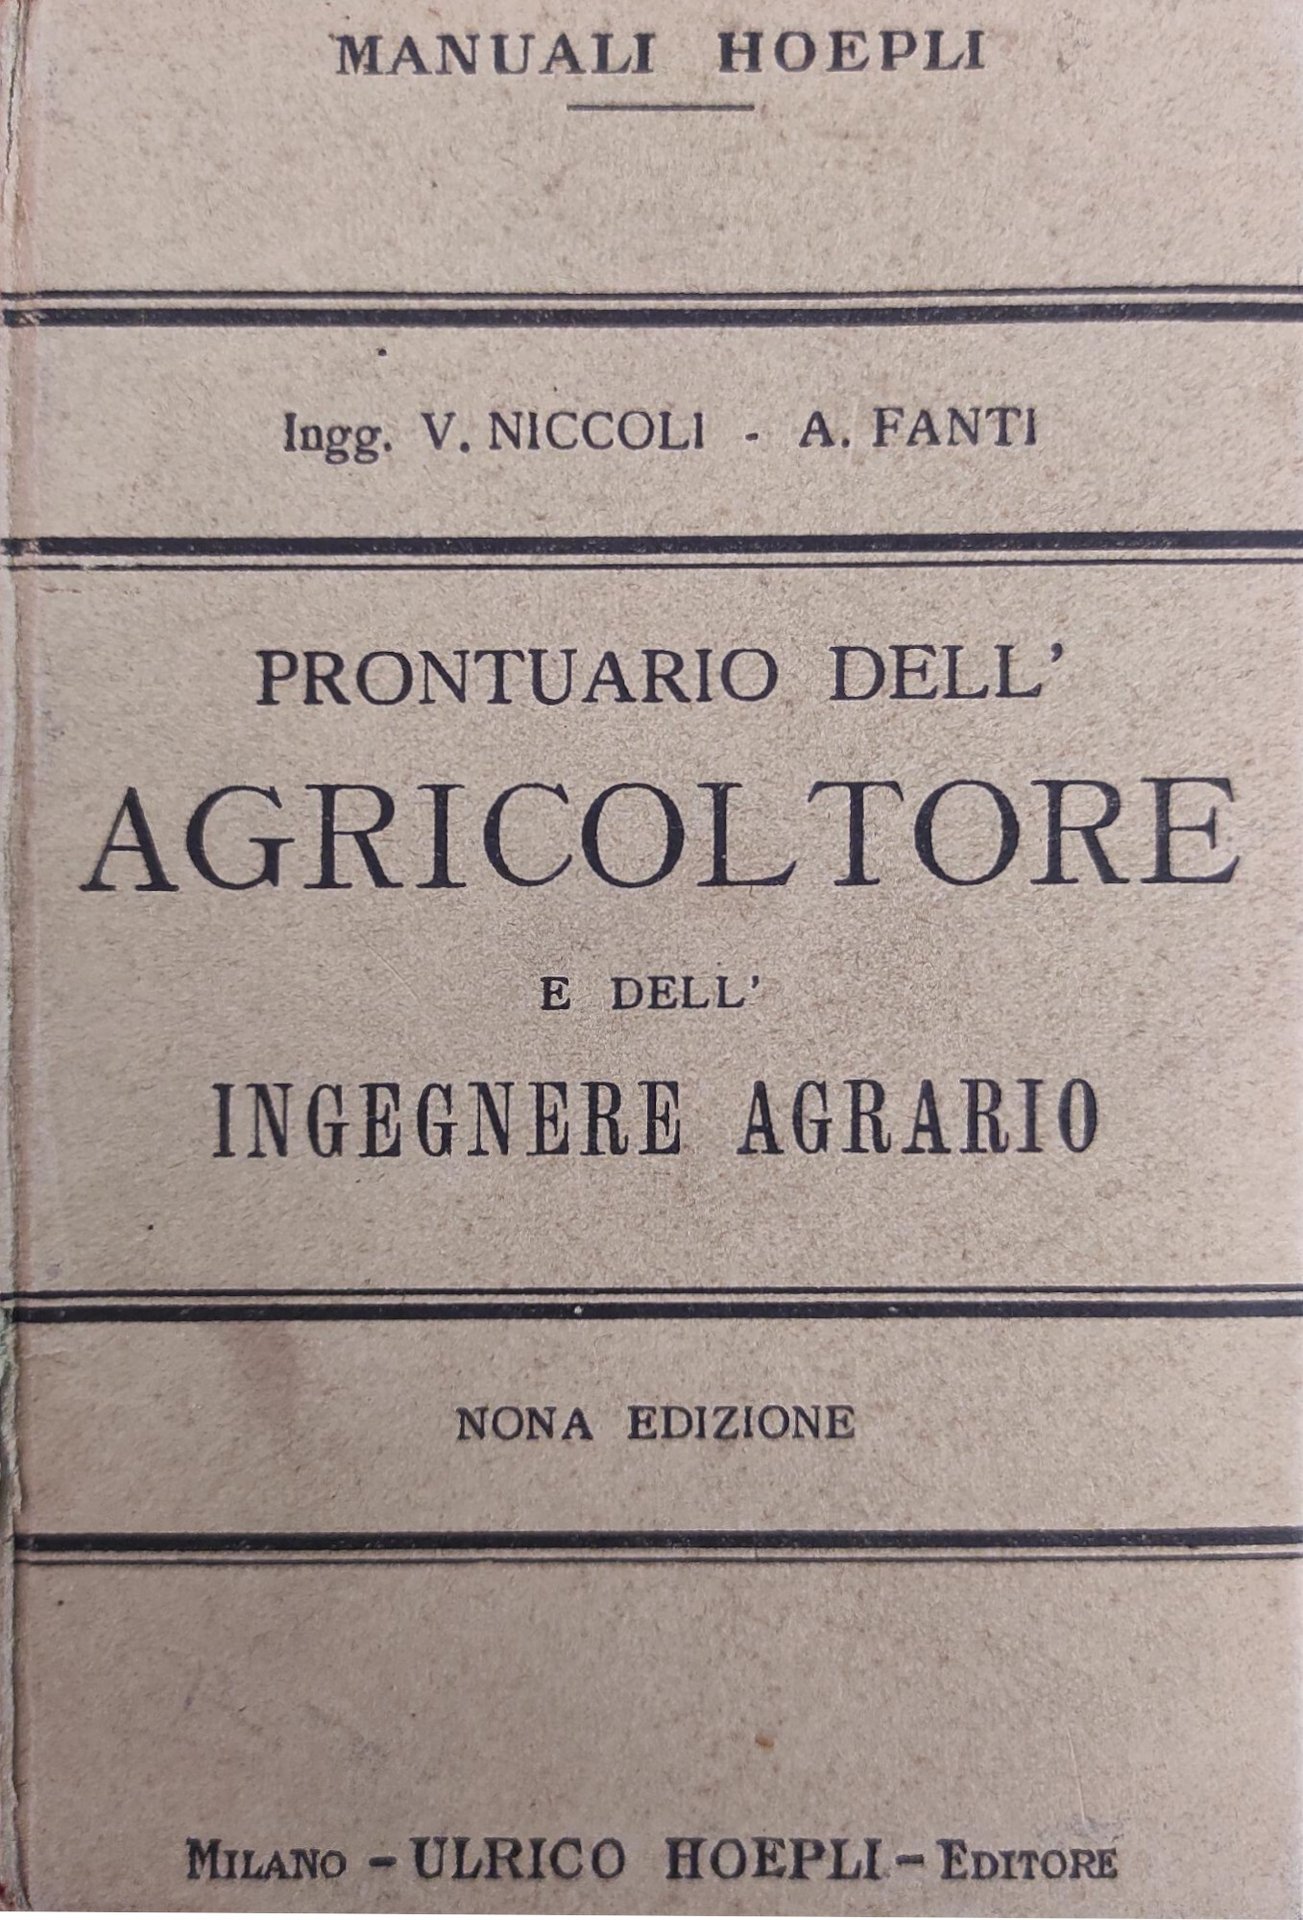 MANUALI HOEPLI
Ingg. V. NICCOLI - A. FANTI
PRONTUARIO DELL'
AGRICOLTORE
E DELL'
INGEGNERE AGRARIO
NONA EDIZIONE
MILANO - ULRICO HOEPLI - EDITORE